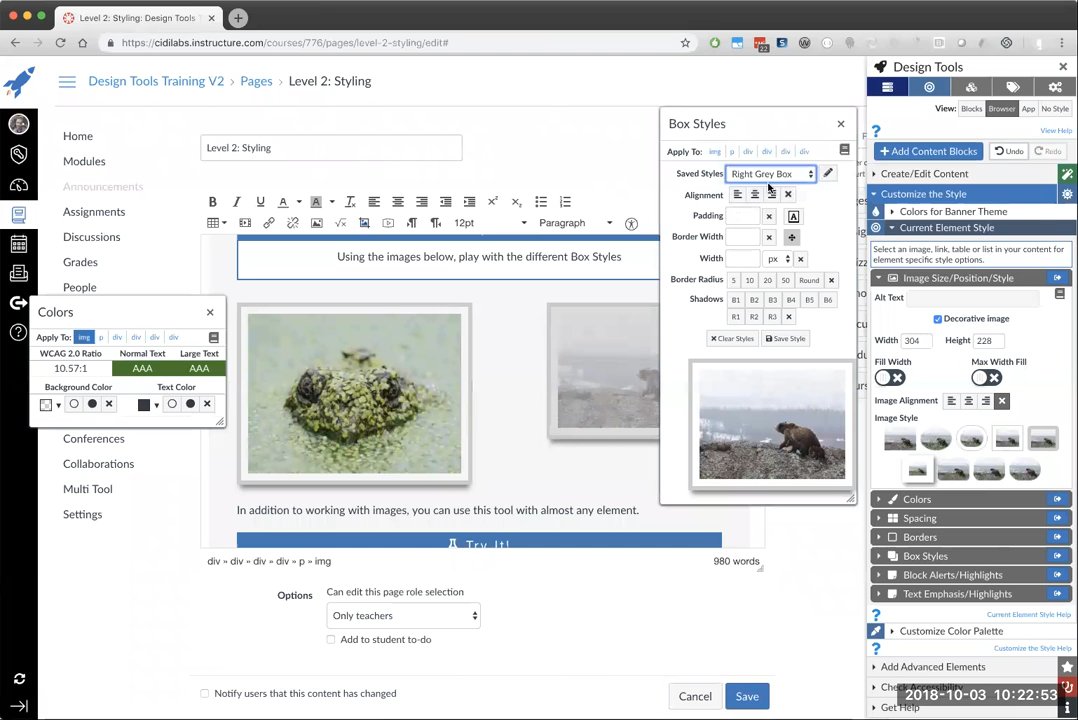 Level 2: Styling: Design Tools T
https://cidilabs.instructure.com/courses/776/pages/level-2-styling/edit#
22
Design Tools Training V2 > Pages > Level 2: Styling
Home
Modules
Announcements
Assignments
Discussions
Grades
People
Conferences
Collaborations
Multi Tool
Settings
Level 2: Styling
12pt
Paragraph
Using the images below, play with the different Box Styles
In addition to working with images, you can use this tool with almost any element.
Try It!
div » div » div » div » p » img
980 words
Options
Can edit this page role selection
Only teachers
Add to student to-do
Notify users that this content has changed
Cancel
Save
Colors
Apply To: img p div div div div
WCAG 2.0 Ratio Normal Text Large Text
10.57:1 AAA AAA
Background Color Text Color
Box Styles
Apply To: img p div div div div
Saved Styles Right Grey Box
Alignment
Padding A
Border Width
Width px
Border Radius 5 10 20 50 Round
Shadows B1 B2 B3 B4 B5 B6
R1 R2 R3
Clear Styles Save Style
Design Tools
View: Blocks Browser App No Style
View Help
Add Content Blocks Undo Redo
Create/Edit Content
Customize the Style
Colors for Banner Theme
Current Element Style
Select an image, link, table or list in your content for
element specific style options.
Image Size/Position/Style
Alt Text
Decorative image
Width 304 Height 228
Fill Width Max Width Fill
Image Alignment
Image Style
Colors
Spacing
Borders
Box Styles
Block Alerts/Highlights
Text Emphasis/Highlights
Current Element Style Help
Customize Color Palette
Customize the Style Help
Add Advanced Elements
Check Accessibility
Get Help
2018-10-03 10:22:53